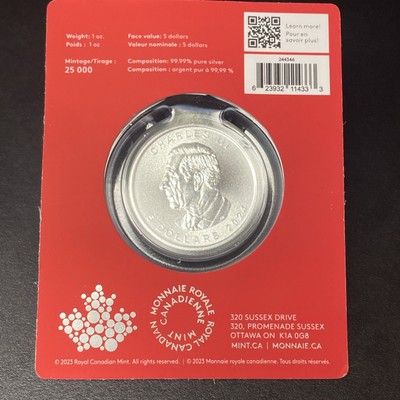 Weight: 1 oz.
Poids : 1 oz
Face value: 5 dollars
Valeur nominale : 5 dollars
Mintage/Tirage :
25 000
Composition: 99.99% pure silver
Composition : argent pur à 99,99 %
Learn more!
Pour en
savoir plus!
244346
6 23932 11433 3
CHARLES III
5 DOLLARS 2024
MONNAIE ROYALE CANADIENNE
ROYAL CANADIAN MINT
320 SUSSEX DRIVE
320, PROMENADE SUSSEX
OTTAWA ON K1A 0G8
MINT.CA | MONNAIE.CA
© 2023 Royal Canadian Mint. All rights reserved. | © 2023 Monnaie royale canadienne. Tous droits réservés.